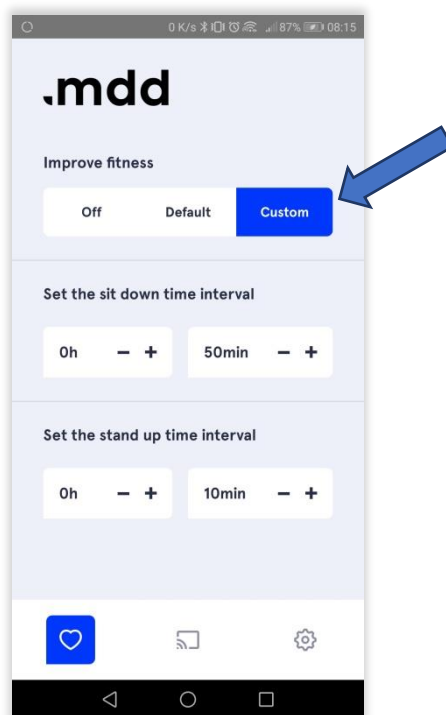 0 K/s 87% 08:15
.mdd
Improve fitness
Off Default Custom
Set the sit down time interval
0h − + 50min − +
Set the stand up time interval
0h − + 10min − +